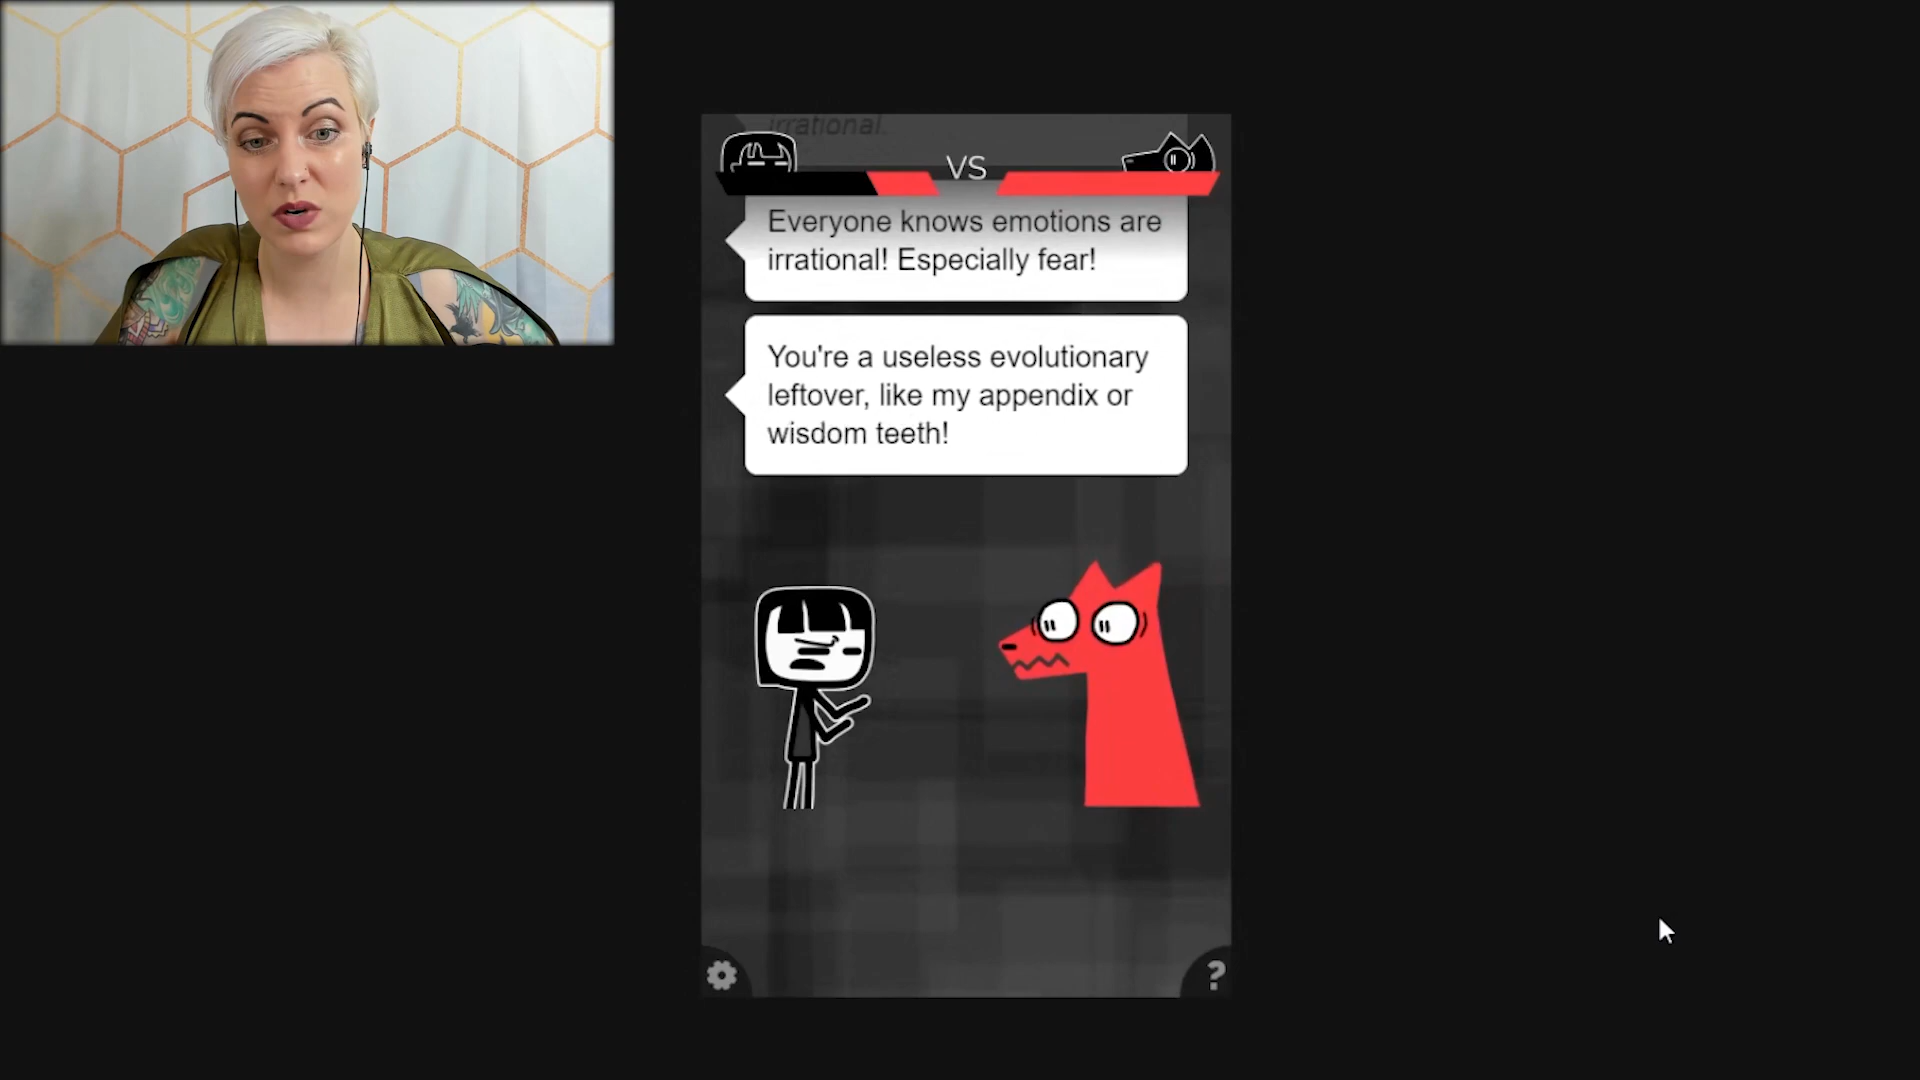 irrational.
VS
Everyone knows emotions are
irrational! Especially fear!
You're a useless evolutionary
leftover, like my appendix or
wisdom teeth!
?